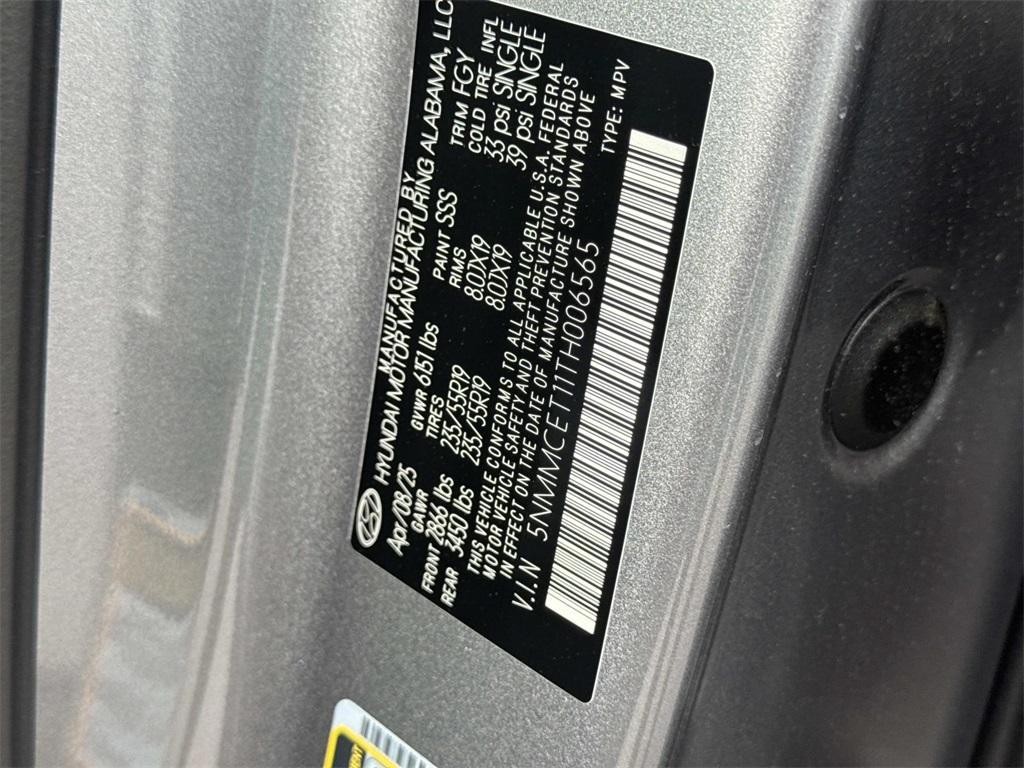 MANUFACTURED BY
HYUNDAI MOTOR MANUFACTURING ALABAMA, LLC
Apr/08/25 GVWR 6151 lbs PAINT SSS TRIM FGY
GAWR TIRES RIMS COLD TIRE INFL
FRONT 2866 lbs 235/55R19 8.0JX19 33 psi SINGLE
REAR 3450 lbs 235/55R19 8.0JX19 39 psi SINGLE
THIS VEHICLE CONFORMS TO ALL APPLICABLE U.S.A. FEDERAL
MOTOR VEHICLE SAFETY AND THEFT PREVENTION STANDARDS
IN EFFECT ON THE DATE OF MANUFACTURE SHOWN ABOVE
V.I.N 5NMMCET11TH006565 TYPE: MPV